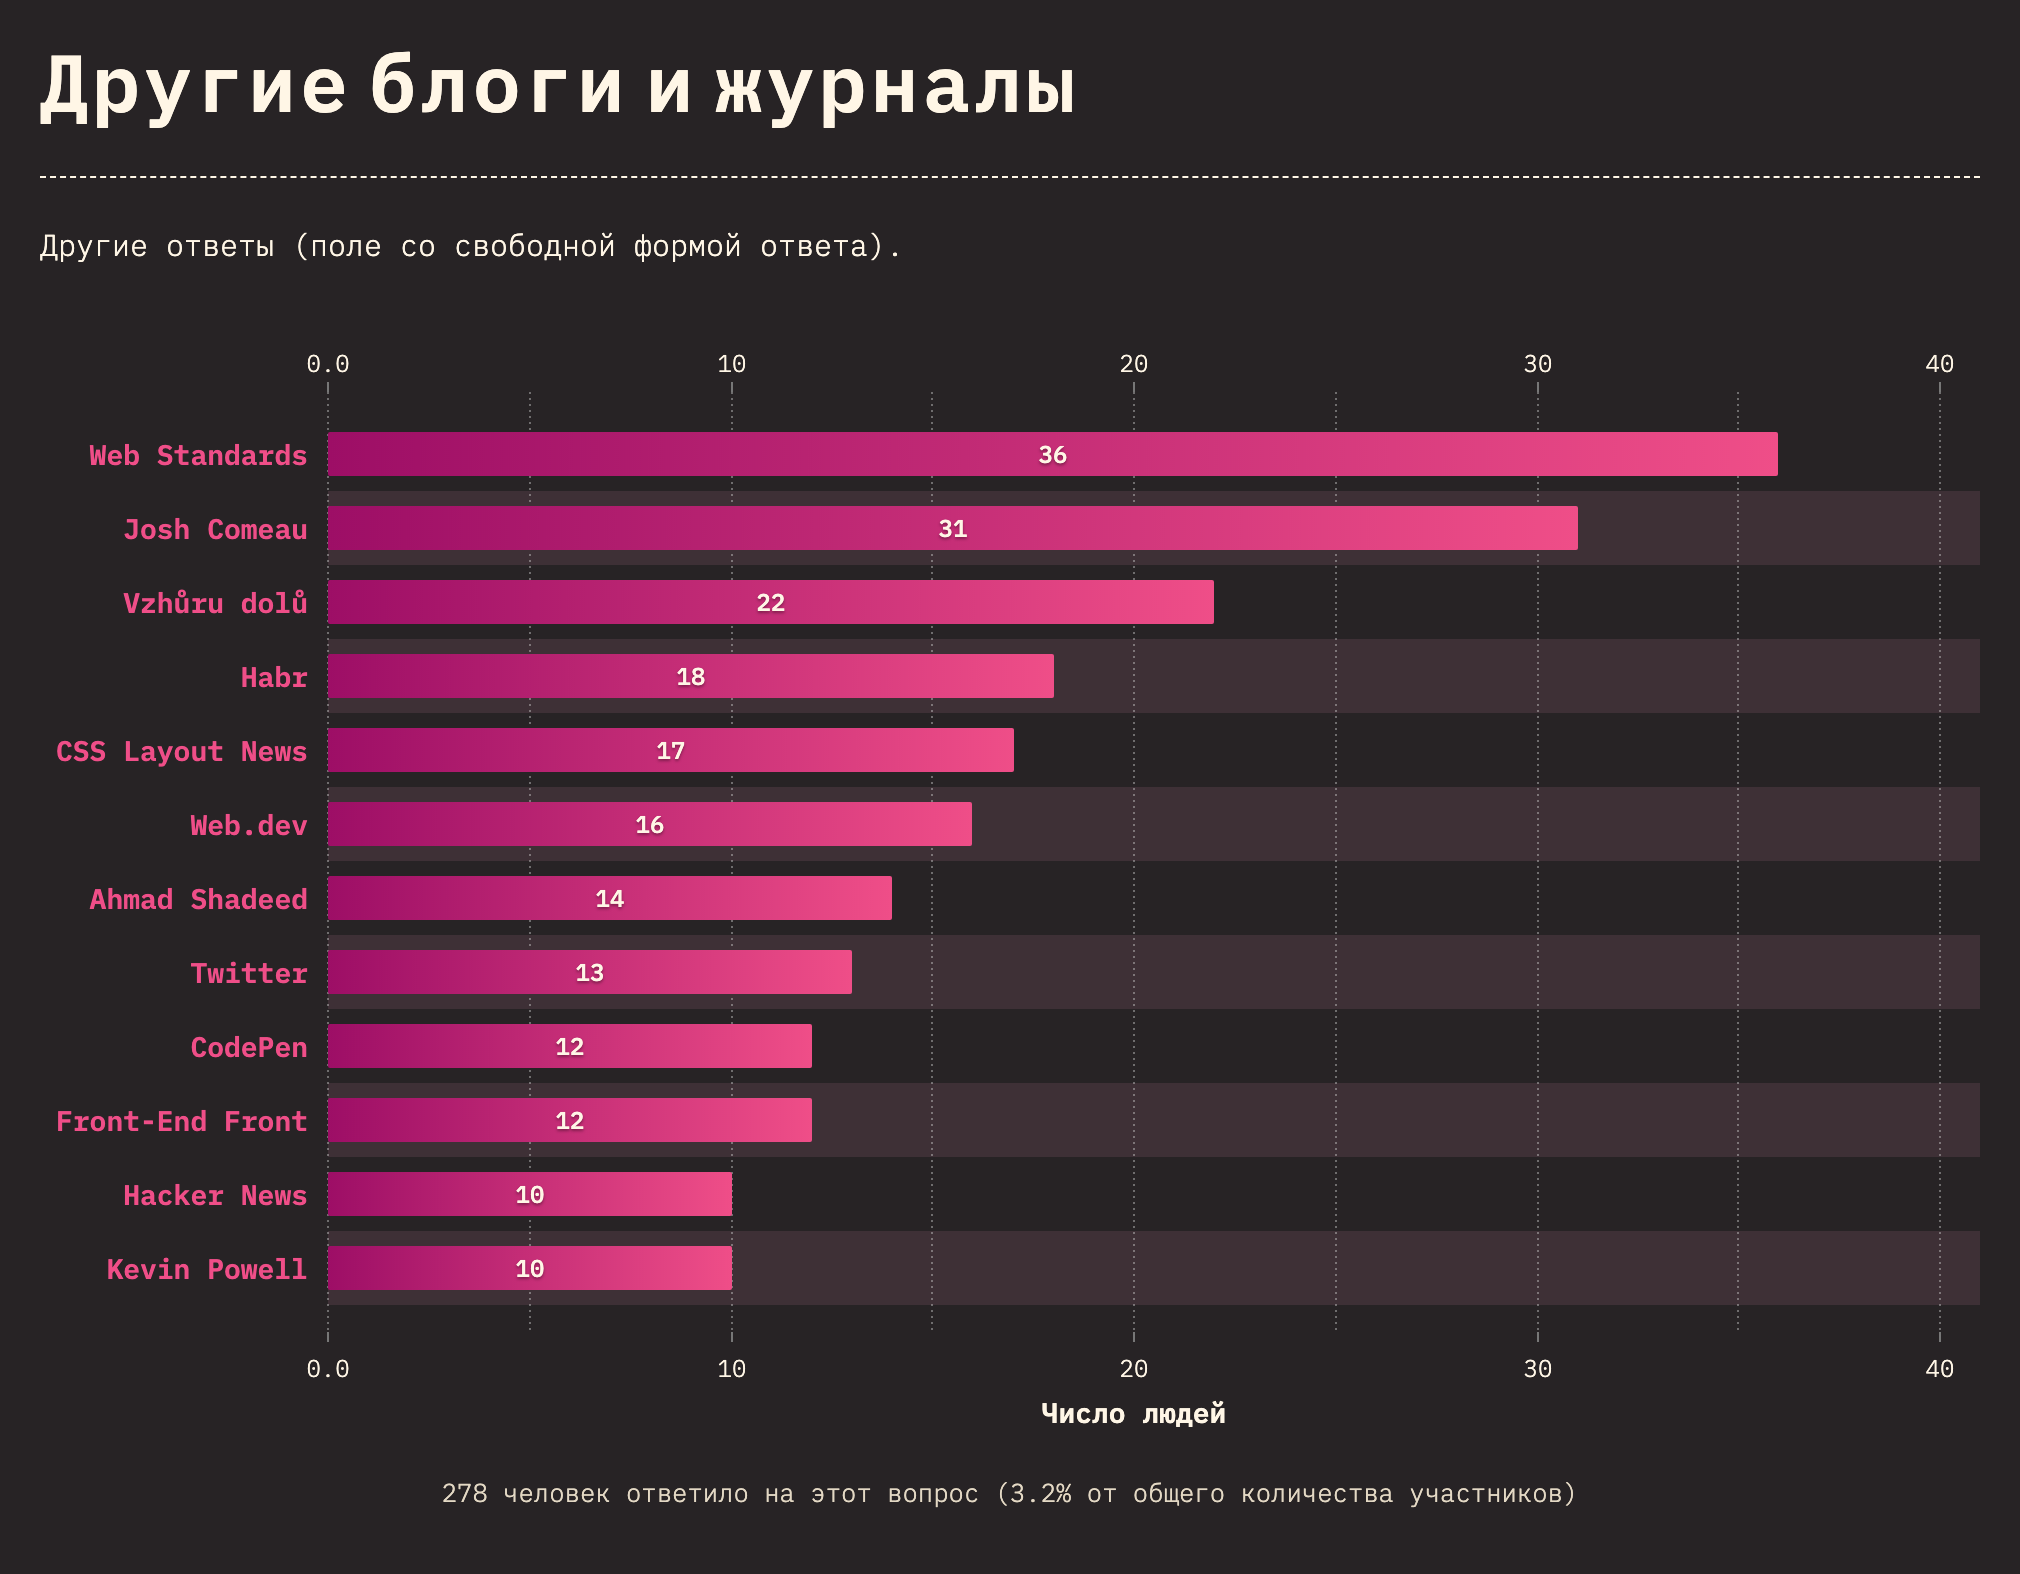 Другие блоги и журналы
Другие ответы (поле со свободной формой ответа).
0.0 10 20 30 40
Web Standards 36
Josh Comeau 31
Vzhůru dolů 22
Habr 18
CSS Layout News 17
Web.dev 16
Ahmad Shadeed 14
Twitter 13
CodePen 12
Front-End Front 12
Hacker News 10
Kevin Powell 10
0.0 10 20 30 40
Число людей
278 человек ответило на этот вопрос (3.2% от общего количества участников)